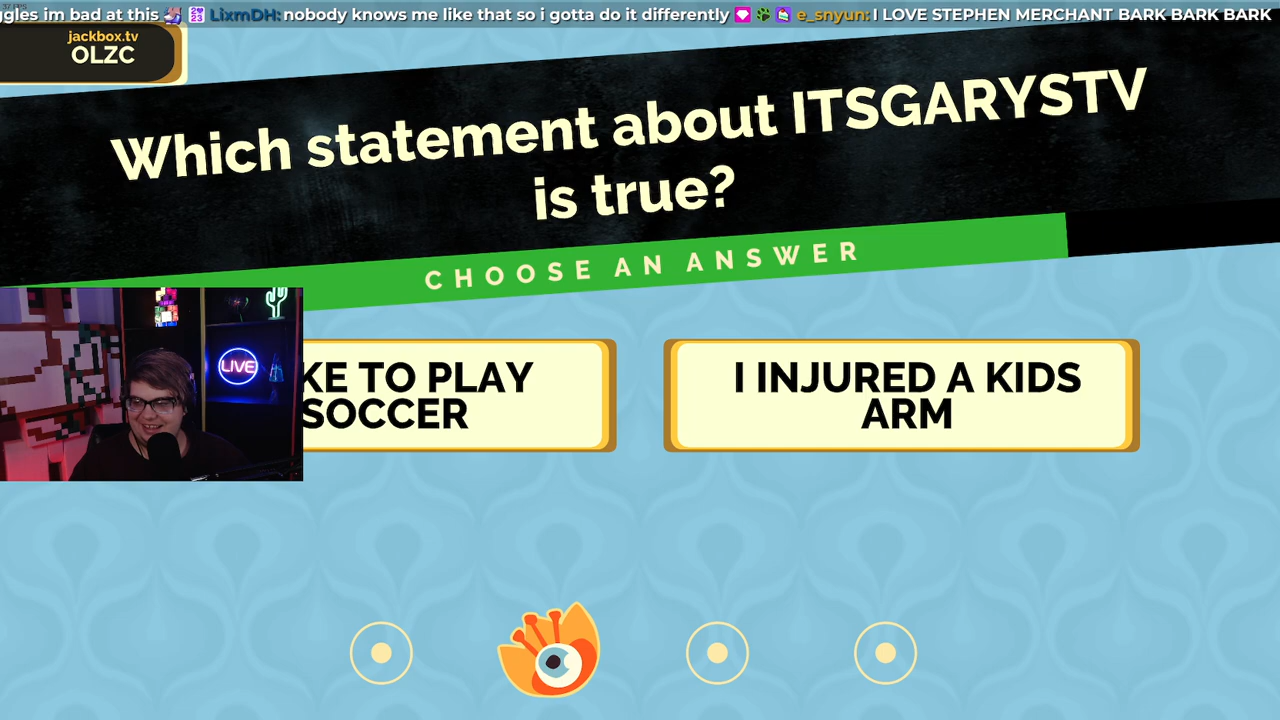 ggles im bad at this LixmDH: nobody knows me like that so i gotta do it differently e_snyun: I LOVE STEPHEN MERCHANT BARK BARK BARK
jackbox.tv
OLZC
Which statement about ITSGARYSTV
is true?
CHOOSE AN ANSWER
LIVE
KE TO PLAY
SOCCER
I INJURED A KIDS
ARM